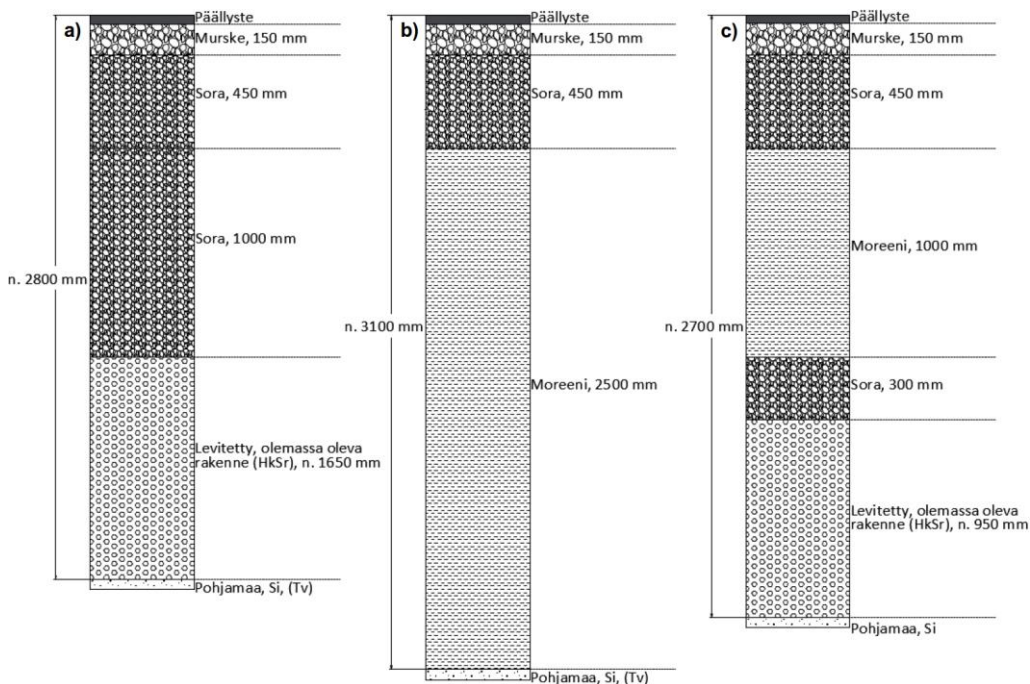 a)
Päällyste
Murske, 150 mm
Sora, 450 mm
Sora, 1000 mm
n. 2800 mm
Levitetty, olemassa oleva
rakenne (HkSr), n. 1650 mm
Pohjamaa, Si, (Tv)
b)
Päällyste
Murske, 150 mm
Sora, 450 mm
n. 3100 mm
Moreeni, 2500 mm
Pohjamaa, Si, (Tv)
c)
Päällyste
Murske, 150 mm
Sora, 450 mm
Moreeni, 1000 mm
n. 2700 mm
Sora, 300 mm
Levitetty, olemassa oleva
rakenne (HkSr), n. 950 mm
Pohjamaa, Si